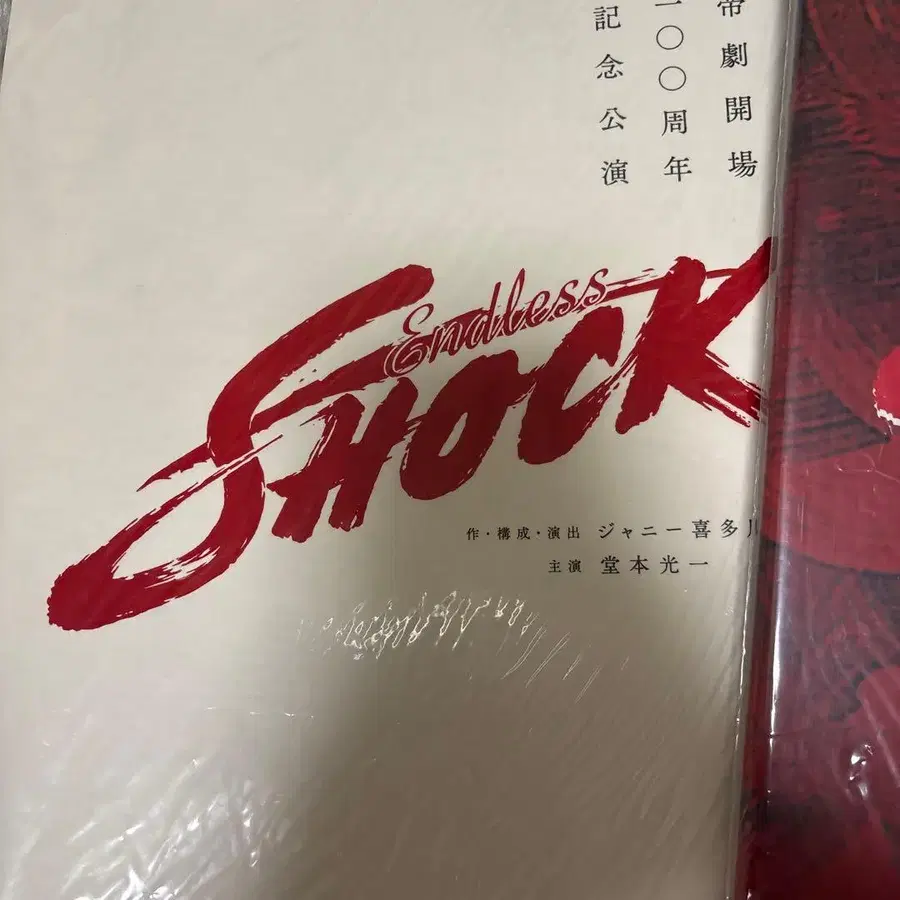 帝劇開場
一〇〇周年
記念公演
Endless
SHOCK
作・構成・演出 ジャニー喜多川
主演 堂本光一